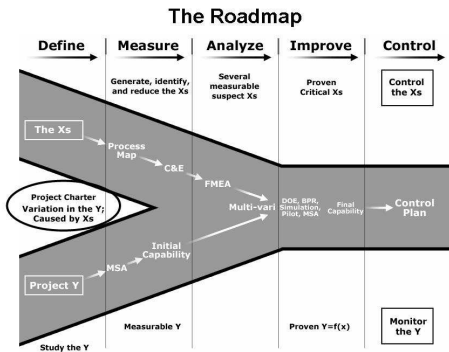 The Roadmap
Define
Measure
Analyze
Improve
Control
Generate, identify,
and reduce the Xs
Several
measurable
suspect Xs
Proven
Critical Xs
Control
the Xs
The Xs
Process
Map
C&E
FMEA
Project Charter
Variation in the Y;
Caused by Xs
Multi-vari
DOE, BPR,
Simulation,
Pilot, MSA
Final
Capability
Control
Plan
Initial
Capability
MSA
Project Y
Study the Y
Measurable Y
Proven Y=f(x)
Monitor
the Y